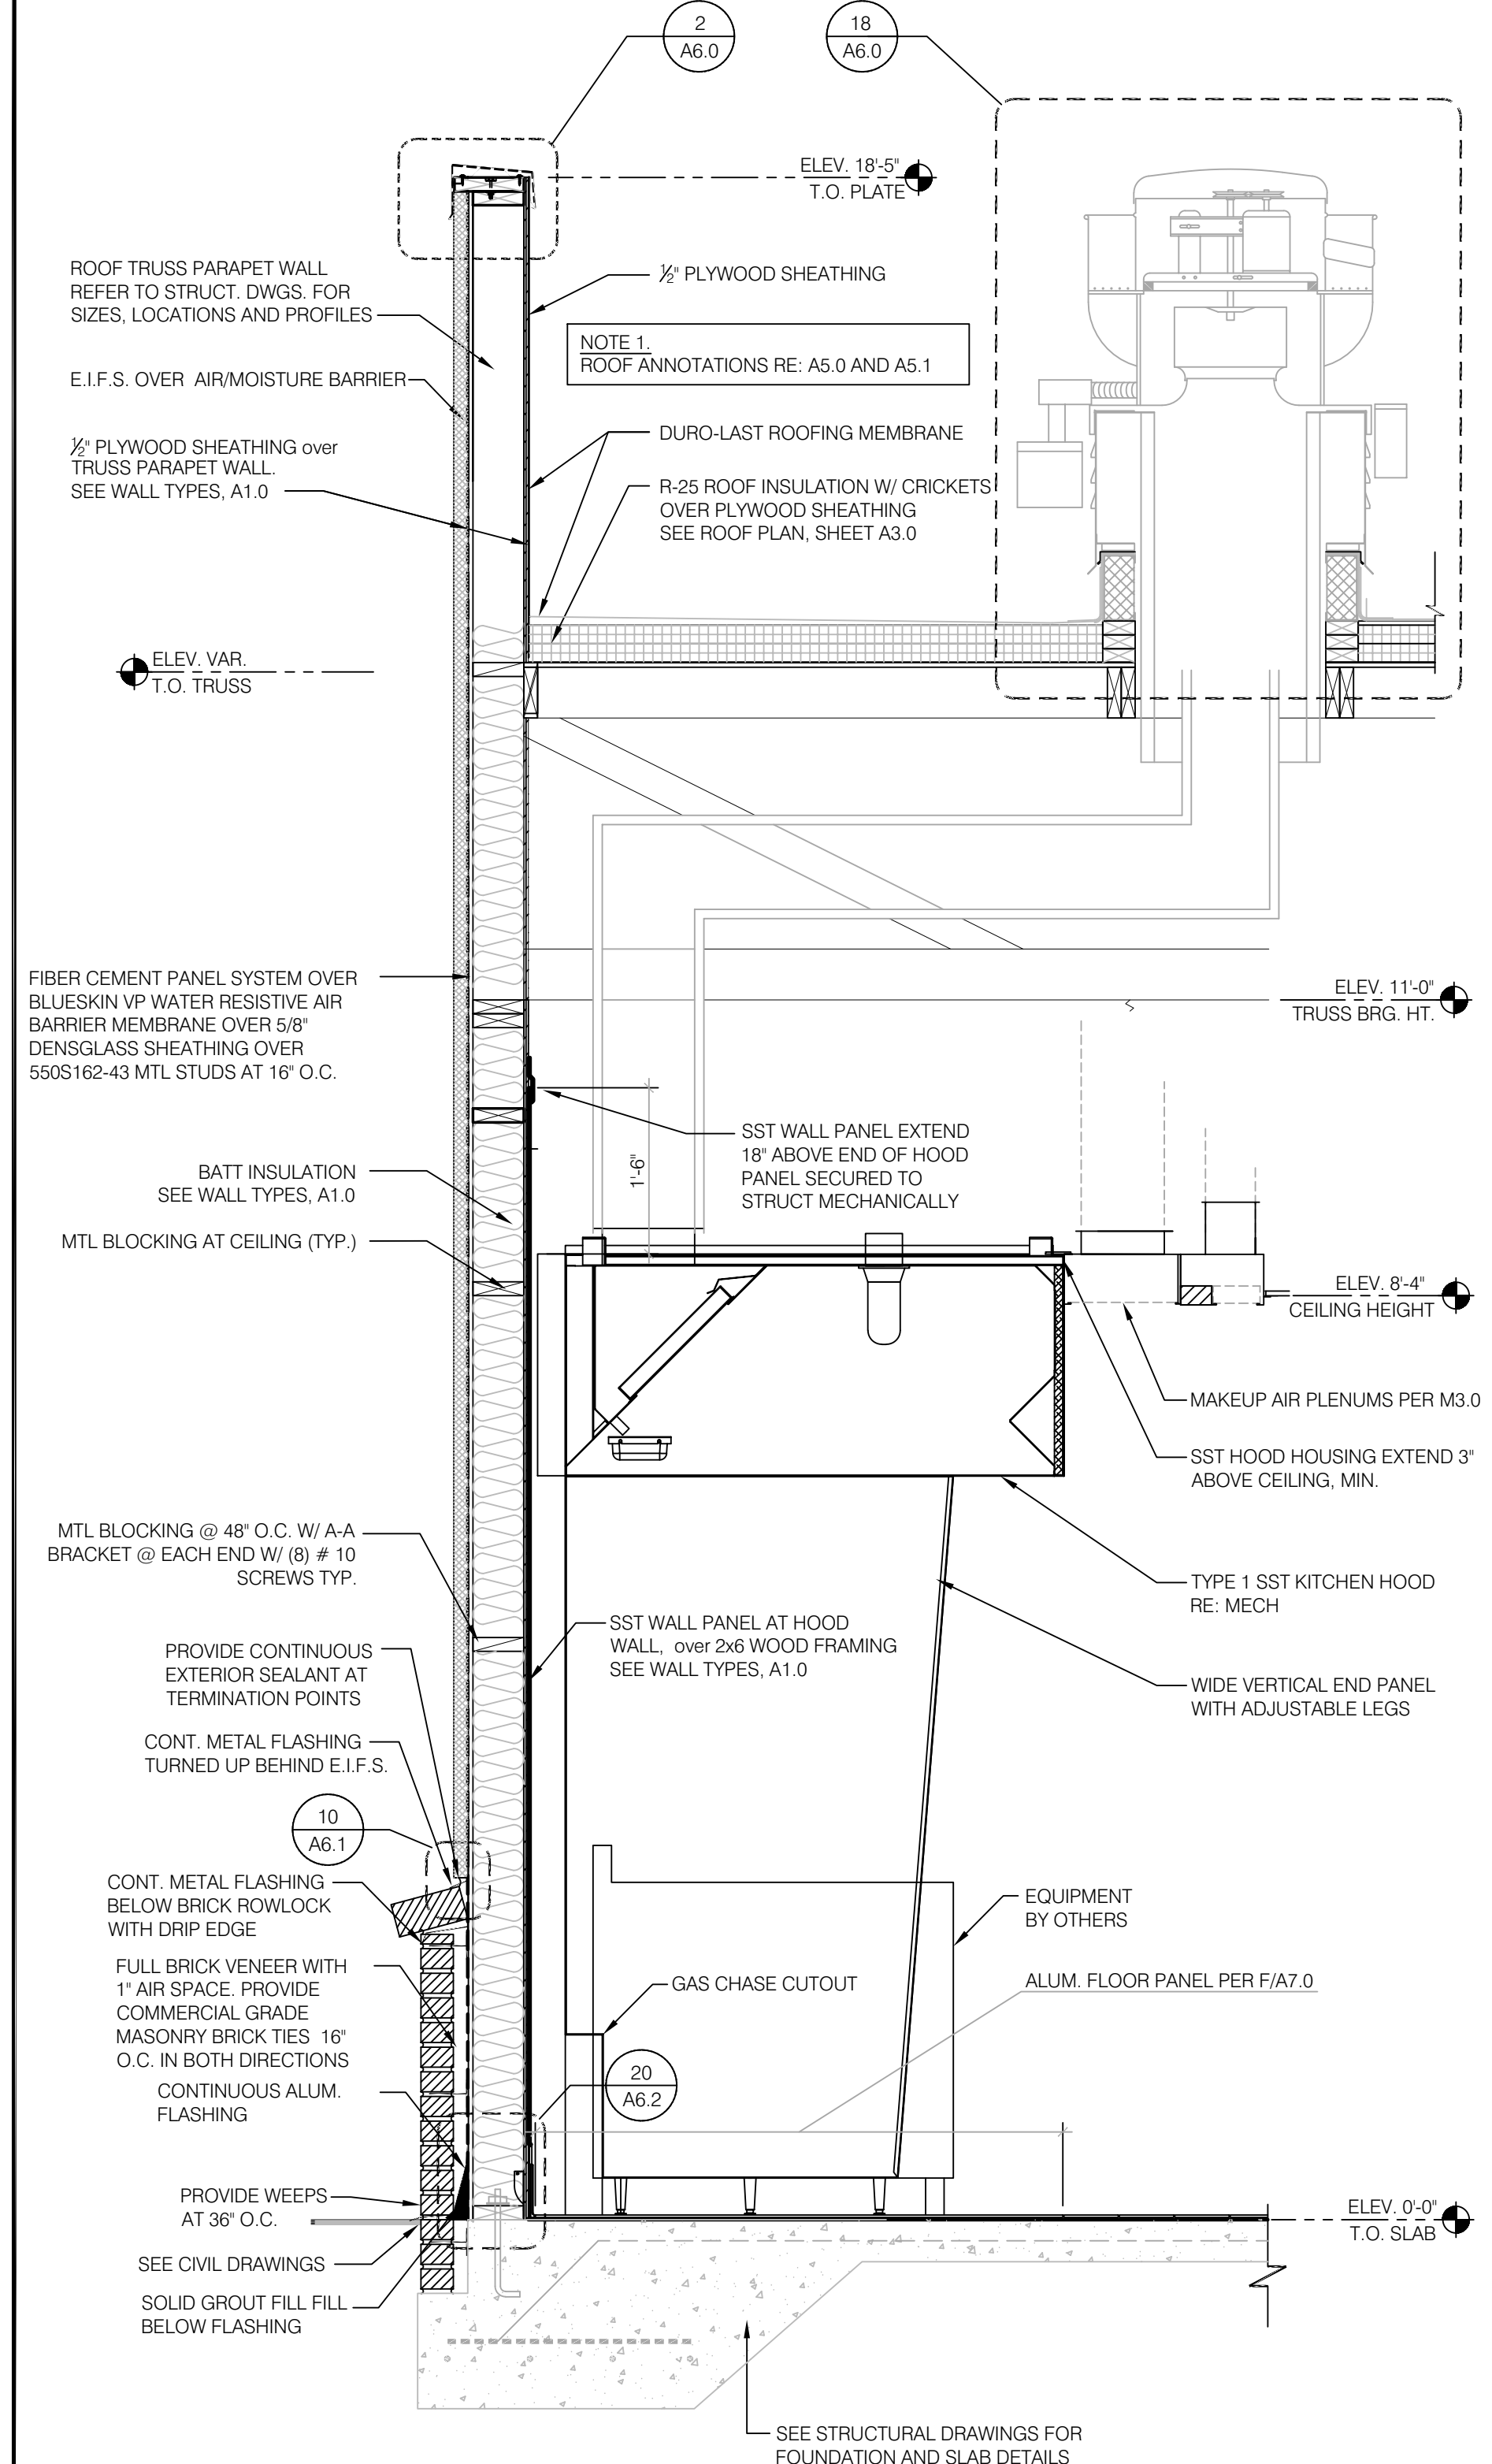 2
A6.0
18
A6.0
ELEV. 18'-5"
T.O. PLATE
ROOF TRUSS PARAPET WALL
REFER TO STRUCT. DWGS. FOR
SIZES, LOCATIONS AND PROFILES
½" PLYWOOD SHEATHING
NOTE 1.
ROOF ANNOTATIONS RE: A5.0 AND A5.1
E.I.F.S. OVER AIR/MOISTURE BARRIER
½" PLYWOOD SHEATHING over
TRUSS PARAPET WALL.
SEE WALL TYPES, A1.0
DURO-LAST ROOFING MEMBRANE
R-25 ROOF INSULATION W/ CRICKETS
OVER PLYWOOD SHEATHING
SEE ROOF PLAN, SHEET A3.0
ELEV. VAR.
T.O. TRUSS
FIBER CEMENT PANEL SYSTEM OVER
BLUESKIN VP WATER RESISTIVE AIR
BARRIER MEMBRANE OVER 5/8"
DENSGLASS SHEATHING OVER
550S162-43 MTL STUDS AT 16" O.C.
ELEV. 11'-0"
TRUSS BRG. HT.
SST WALL PANEL EXTEND
18" ABOVE END OF HOOD
PANEL SECURED TO
STRUCT MECHANICALLY
1'-6"
BATT INSULATION
SEE WALL TYPES, A1.0
MTL BLOCKING AT CEILING (TYP.)
ELEV. 8'-4"
CEILING HEIGHT
MAKEUP AIR PLENUMS PER M3.0
SST HOOD HOUSING EXTEND 3"
ABOVE CEILING, MIN.
MTL BLOCKING @ 48" O.C. W/ A-A
BRACKET @ EACH END W/ (8) # 10
SCREWS TYP.
TYPE 1 SST KITCHEN HOOD
RE: MECH
SST WALL PANEL AT HOOD
WALL, over 2x6 WOOD FRAMING
SEE WALL TYPES, A1.0
PROVIDE CONTINUOUS
EXTERIOR SEALANT AT
TERMINATION POINTS
WIDE VERTICAL END PANEL
WITH ADJUSTABLE LEGS
CONT. METAL FLASHING
TURNED UP BEHIND E.I.F.S.
10
A6.1
CONT. METAL FLASHING
BELOW BRICK ROWLOCK
WITH DRIP EDGE
EQUIPMENT
BY OTHERS
FULL BRICK VENEER WITH
1" AIR SPACE. PROVIDE
COMMERCIAL GRADE
MASONRY BRICK TIES 16"
O.C. IN BOTH DIRECTIONS
GAS CHASE CUTOUT
ALUM. FLOOR PANEL PER F/A7.0
20
A6.2
CONTINUOUS ALUM.
FLASHING
PROVIDE WEEPS
AT 36" O.C.
ELEV. 0'-0"
T.O. SLAB
SEE CIVIL DRAWINGS
SOLID GROUT FILL FILL
BELOW FLASHING
SEE STRUCTURAL DRAWINGS FOR
FOUNDATION AND SLAB DETAILS